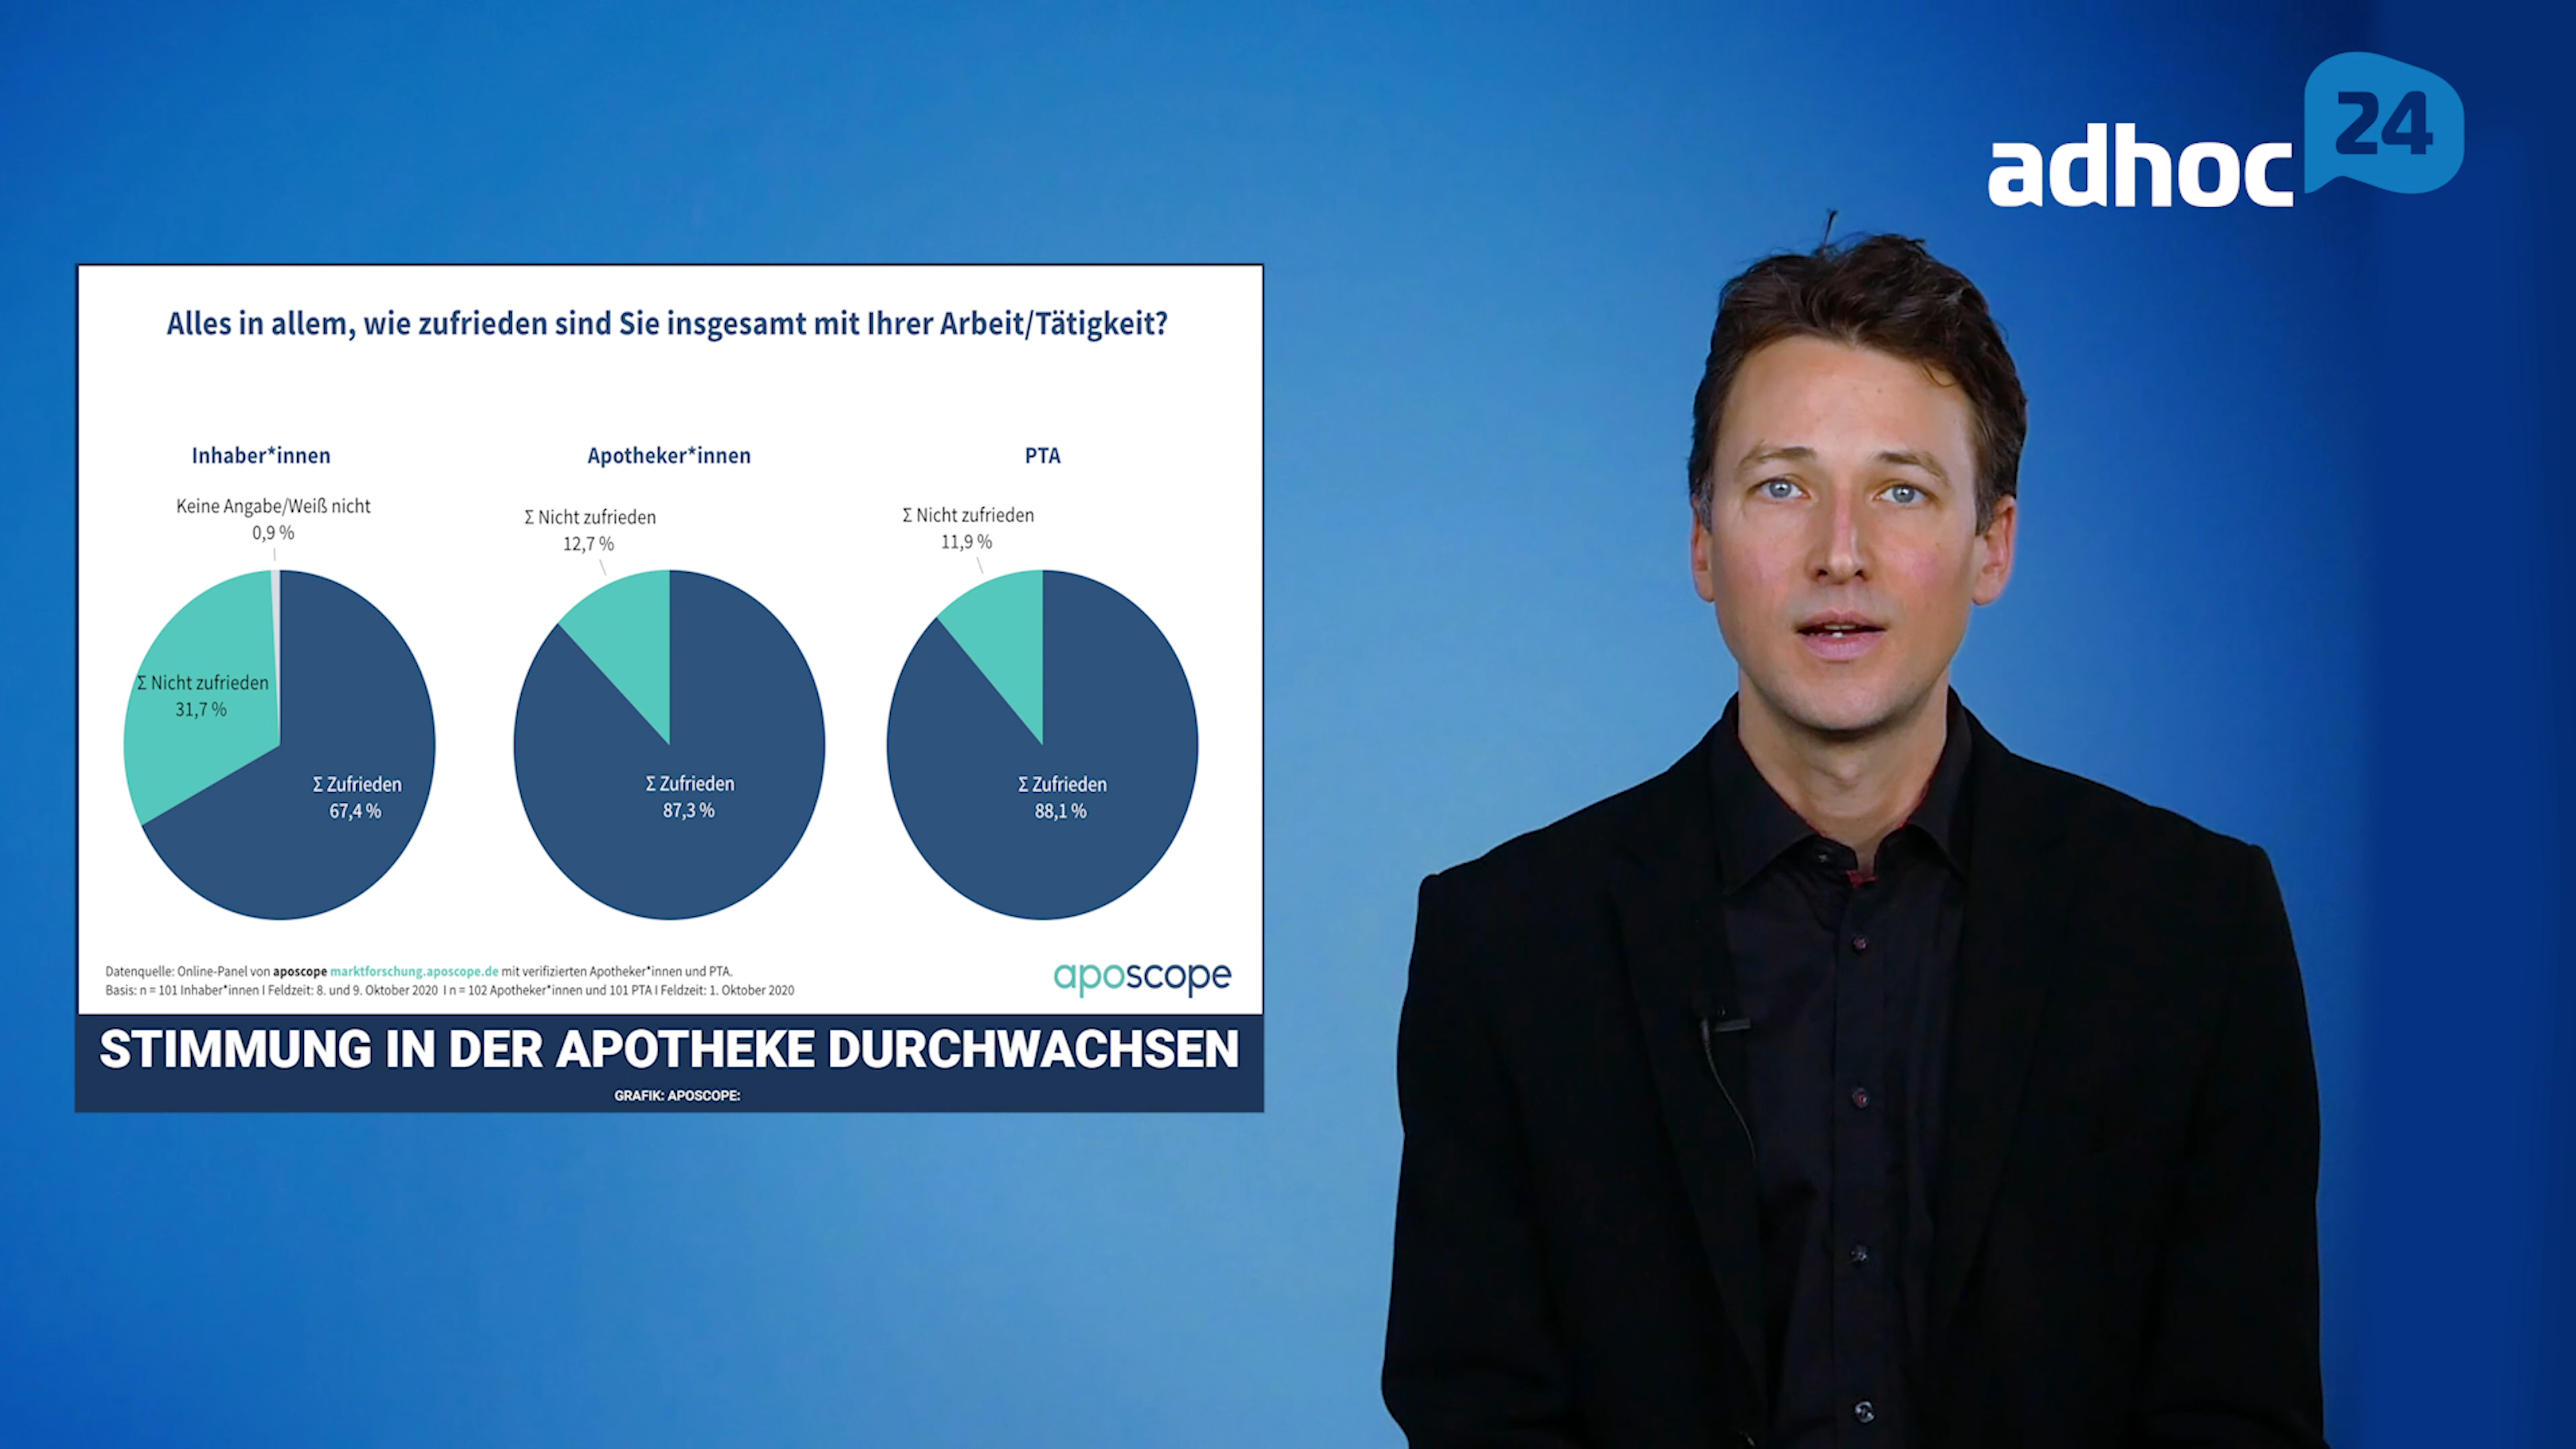 adhoc 24
Alles in allem, wie zufrieden sind Sie insgesamt mit Ihrer Arbeit/Tätigkeit?
Inhaber*innen
Keine Angabe/Weiß nicht
0,9 %
Σ Nicht zufrieden
31,7 %
Σ Zufrieden
67,4 %
Apotheker*innen
Σ Nicht zufrieden
12,7 %
Σ Zufrieden
87,3 %
PTA
Σ Nicht zufrieden
11,9 %
Σ Zufrieden
88,1 %
Datenquelle: Online-Panel von aposcope marktforschung.aposcope.de mit verifizierten Apotheker*innen und PTA.
Basis: n = 101 Inhaber*innen I Feldzeit: 8. und 9. Oktober 2020 I n = 102 Apotheker*innen und 101 PTA I Feldzeit: 1. Oktober 2020
aposcope
STIMMUNG IN DER APOTHEKE DURCHWACHSEN
GRAFIK: APOSCOPE: